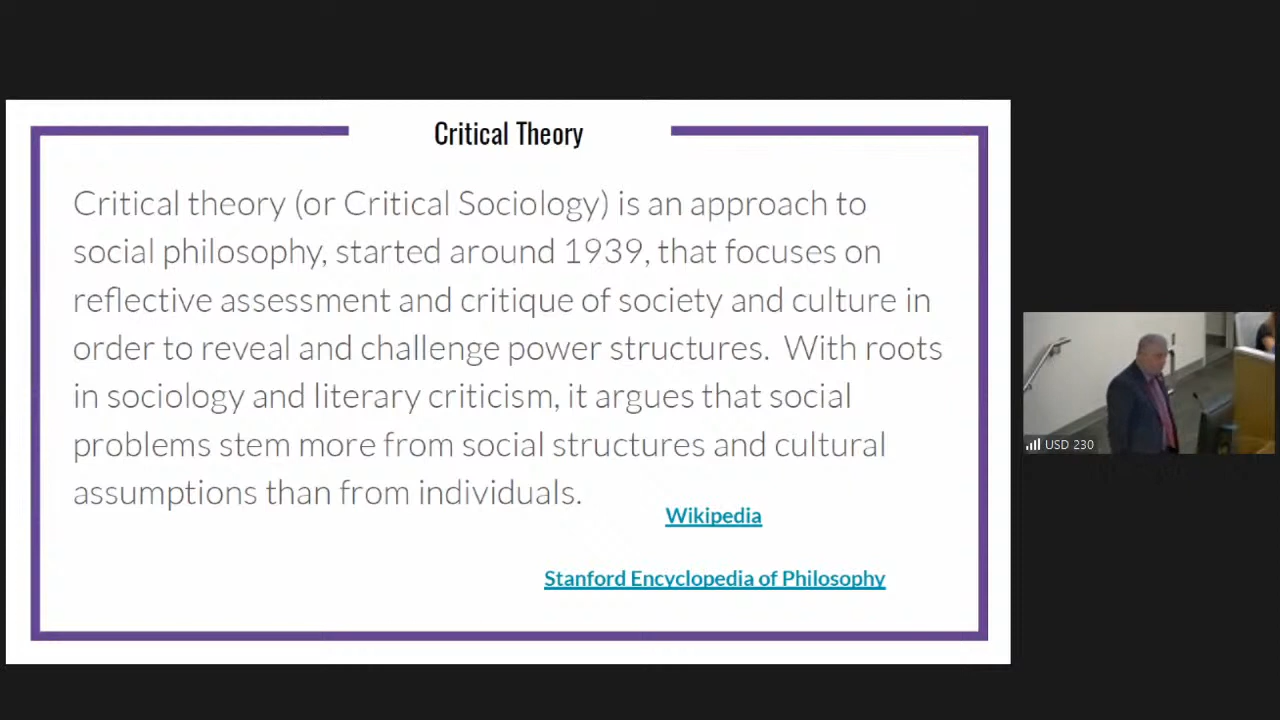 Critical Theory
Critical theory (or Critical Sociology) is an approach to
social philosophy, started around 1939, that focuses on
reflective assessment and critique of society and culture in
order to reveal and challenge power structures.  With roots
in sociology and literary criticism, it argues that social
problems stem more from social structures and cultural
assumptions than from individuals.
Wikipedia
Stanford Encyclopedia of Philosophy
USD 230